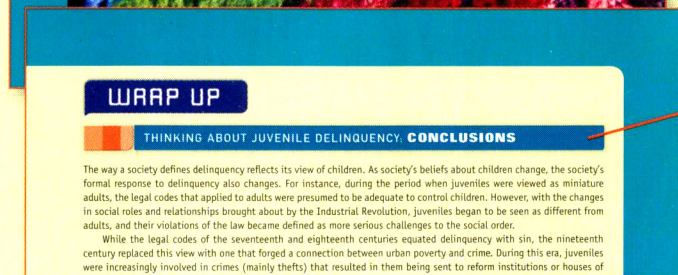 WRAP UP
THINKING ABOUT JUVENILE DELINQUENCY: CONCLUSIONS
The way a society defines delinquency reflects its view of children. As society's beliefs about children change, the society's
formal response to delinquency also changes. For instance, during the period when juveniles were viewed as miniature
adults, the legal codes that applied to adults were presumed to be adequate to control children. However, with the changes
in social roles and relationships brought about by the Industrial Revolution, juveniles began to be seen as different from
adults, and their violations of the law became defined as more serious challenges to the social order.
While the legal codes of the seventeenth and eighteenth centuries equated delinquency with sin, the nineteenth
century replaced this view with one that forged a connection between urban poverty and crime. During this era, juveniles
were increasingly involved in crimes (mainly thefts) that resulted in them being sent to reform institutions or houses of